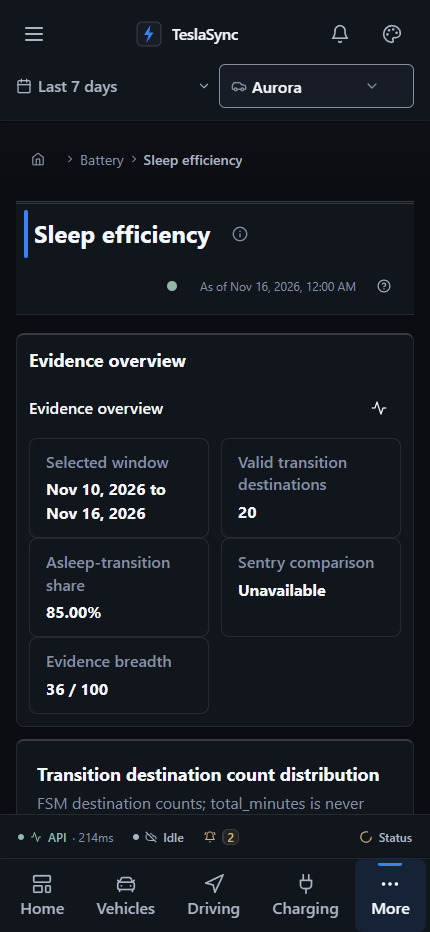 TeslaSync
Last 7 days
Aurora
Battery
Sleep efficiency
Sleep efficiency
As of Nov 16, 2026, 12:00 AM
Evidence overview
Evidence overview
Selected window
Nov 10, 2026 to
Nov 16, 2026
Valid transition
destinations
20
Asleep-transition
share
85.00%
Sentry comparison
Unavailable
Evidence breadth
36 / 100
Transition destination count distribution
FSM destination counts; total_minutes is never
API · 214ms
Idle
2
Status
Home
Vehicles
Driving
Charging
More